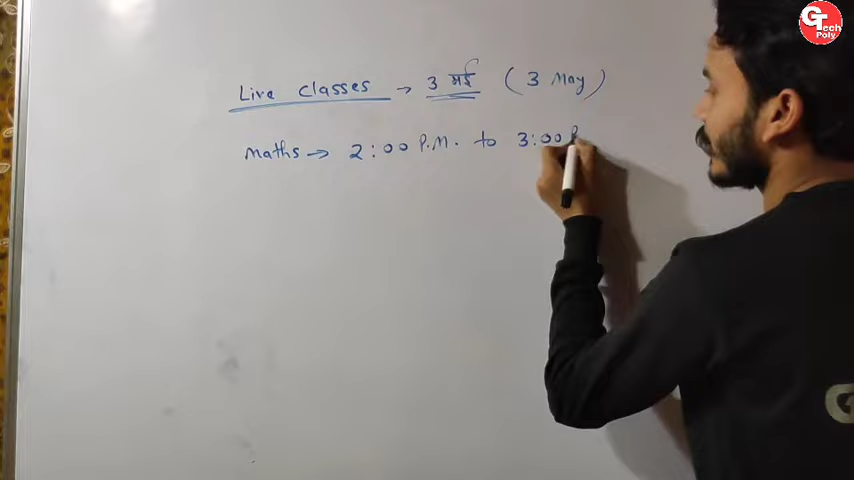 GTech
Poly
Live classes → 3 मई (3 May)
Maths → 2:00 P.M. to 3:00 P
G